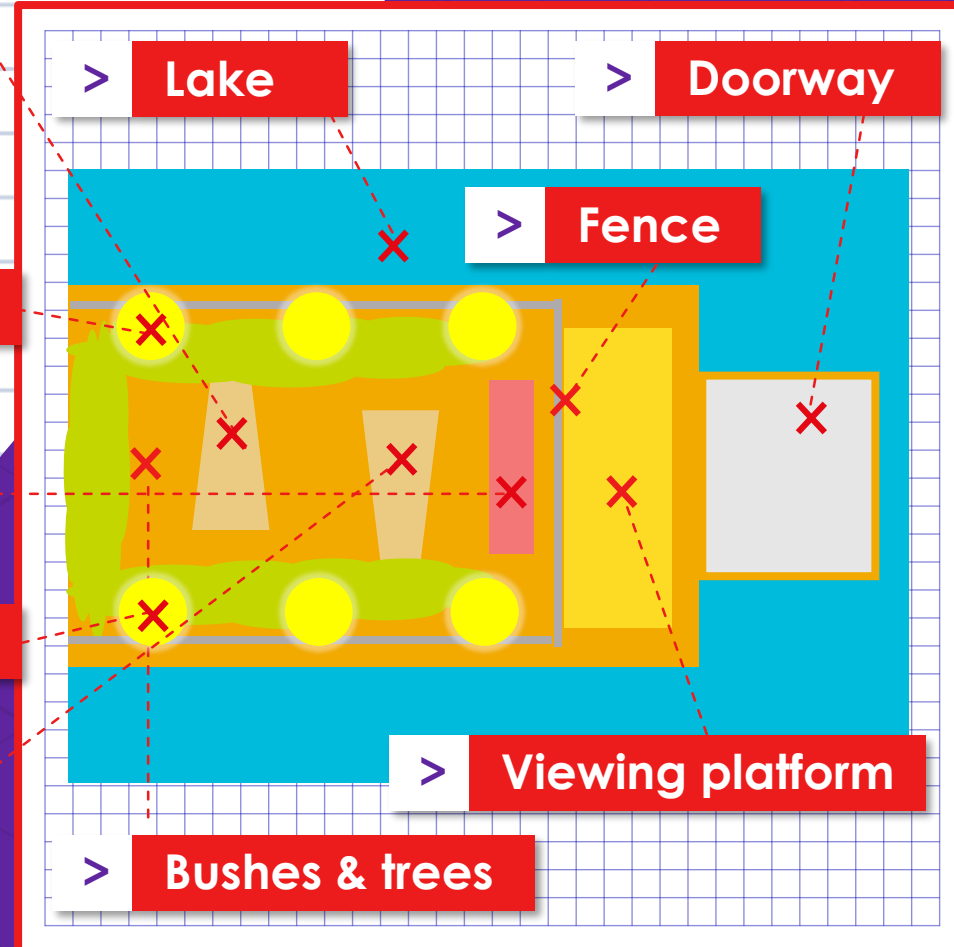 > Lake
> Doorway
> Fence
> Viewing platform
> Bushes & trees